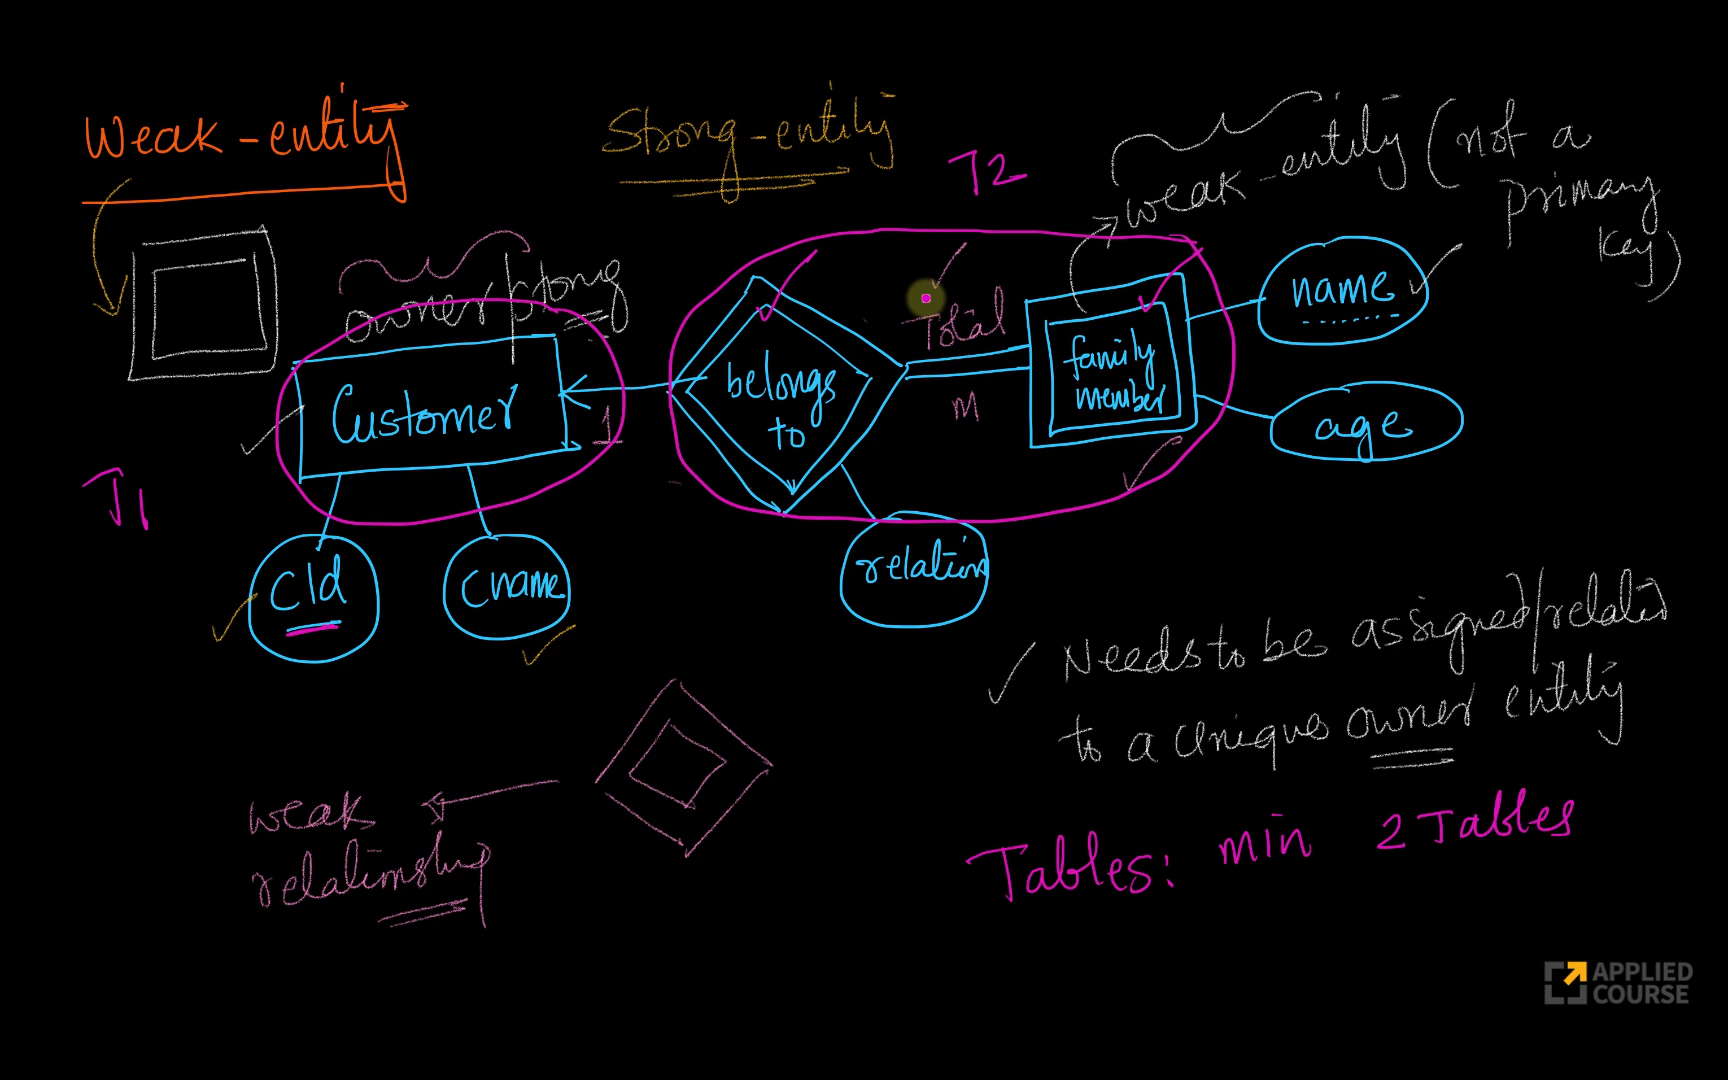 Weak-entity
Strong-entity
T2
weak-entity (not a
primary
key)
owner/strong
Total
name
family
member
belongs
to
Customer
1
M
age
T1
cId
cname
relation
Needs to be assigned/related
to a unique owner entity
weak
relationship
Tables: min 2 Tables
APPLIED
COURSE